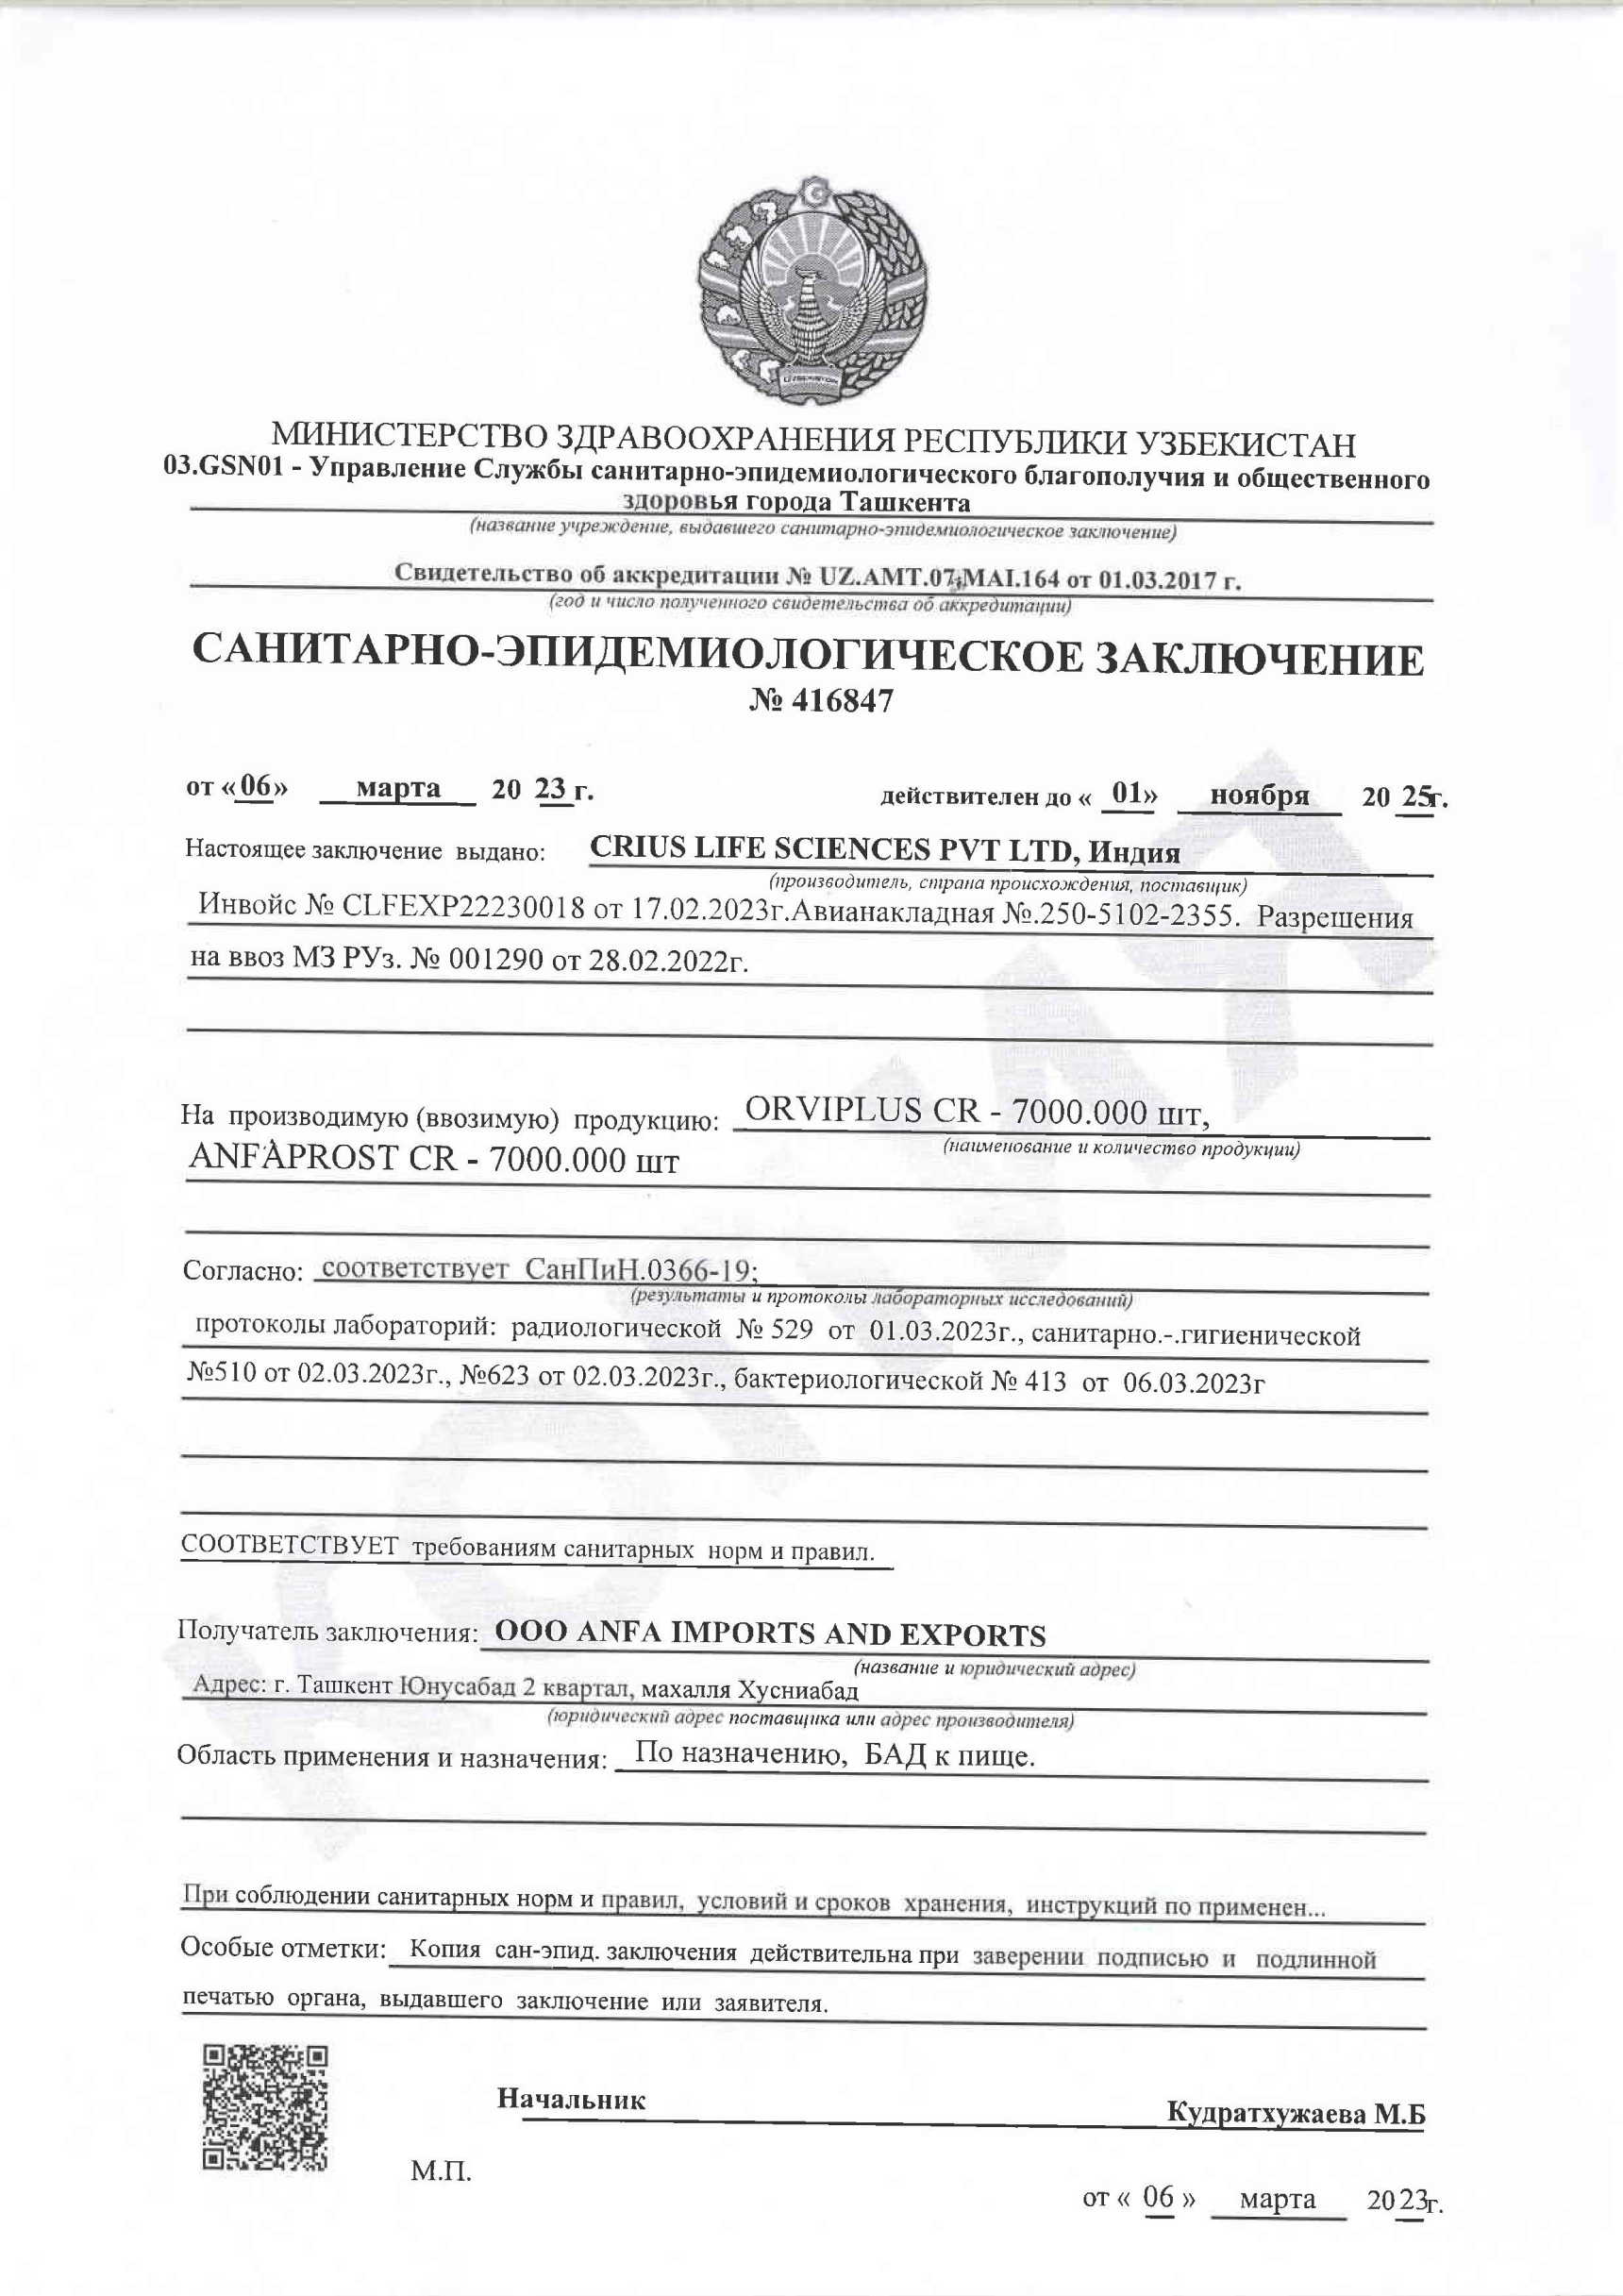 МИНИСТЕРСТВО ЗДРАВООХРАНЕНИЯ РЕСПУБЛИКИ УЗБЕКИСТАН
03.GSN01 - Управление Службы санитарно-эпидемиологического благополучия и общественного
здоровья города Ташкента
(название учреждение, выдавшего санитарно-эпидемиологическое заключение)
Свидетельство об аккредитации № UZ.AMT.07.MAI.164 от 01.03.2017 г.
(год и число полученного свидетельства об аккредитации)
САНИТАРНО-ЭПИДЕМИОЛОГИЧЕСКОЕ ЗАКЛЮЧЕНИЕ
№ 416847
от «06» марта 20 23 г. действителен до « 01» ноября 20 25г.
Настоящее заключение выдано: CRIUS LIFE SCIENCES PVT LTD, Индия
(производитель, страна происхождения, поставщик)
Инвойс № CLFEXP22230018 от 17.02.2023г.Авианакладная №.250-5102-2355. Разрешения
на ввоз МЗ РУз. № 001290 от 28.02.2022г.
На производимую (ввозимую) продукцию: ORVIPLUS CR - 7000.000 шт,
(наименование и количество продукции)
ANFAPROST CR - 7000.000 шт
Согласно: соответствует СанПиН.0366-19;
(результаты и протоколы лабораторных исследований)
протоколы лабораторий: радиологической № 529 от 01.03.2023г., санитарно.-.гигиенической
№510 от 02.03.2023г., №623 от 02.03.2023г., бактериологической № 413 от 06.03.2023г
СООТВЕТСТВУЕТ требованиям санитарных норм и правил.
Получатель заключения: ООО ANFA IMPORTS AND EXPORTS
(название и юридический адрес)
Адрес: г. Ташкент Юнусабад 2 квартал, махалля Хусниабад
(юридический адрес поставщика или адрес производителя)
Область применения и назначения: По назначению, БАД к пище.
При соблюдении санитарных норм и правил, условий и сроков хранения, инструкций по применен...
Особые отметки: Копия сан-эпид. заключения действительна при заверении подписью и подлинной
печатью органа, выдавшего заключение или заявителя.
Начальник Кудратхужаева М.Б
М.П.
от « 06 » марта 2023г.
КОПИЯ